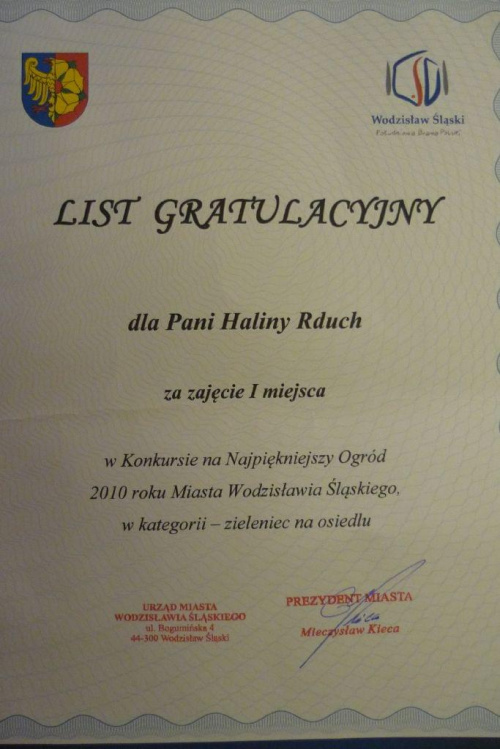 Wodzisław Śląski
LIST GRATULACYJNY
dla Pani Haliny Rduch
za zajęcie I miejsca
w Konkursie na Najpiękniejszy Ogród
2010 roku Miasta Wodzisławia Śląskiego,
w kategorii – zieleniec na osiedlu
URZĄD MIASTA
WODZISŁAWIA ŚLĄSKIEGO
ul. Bogumińska 4
44-300 Wodzisław Śląski
PREZYDENT MIASTA
Mieczysław Kieca